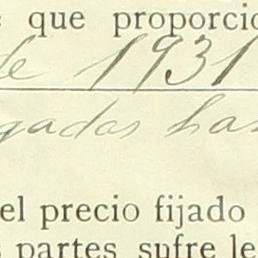 que proporcio
de 1931
gadas has
el precio fijado
partes sufre le